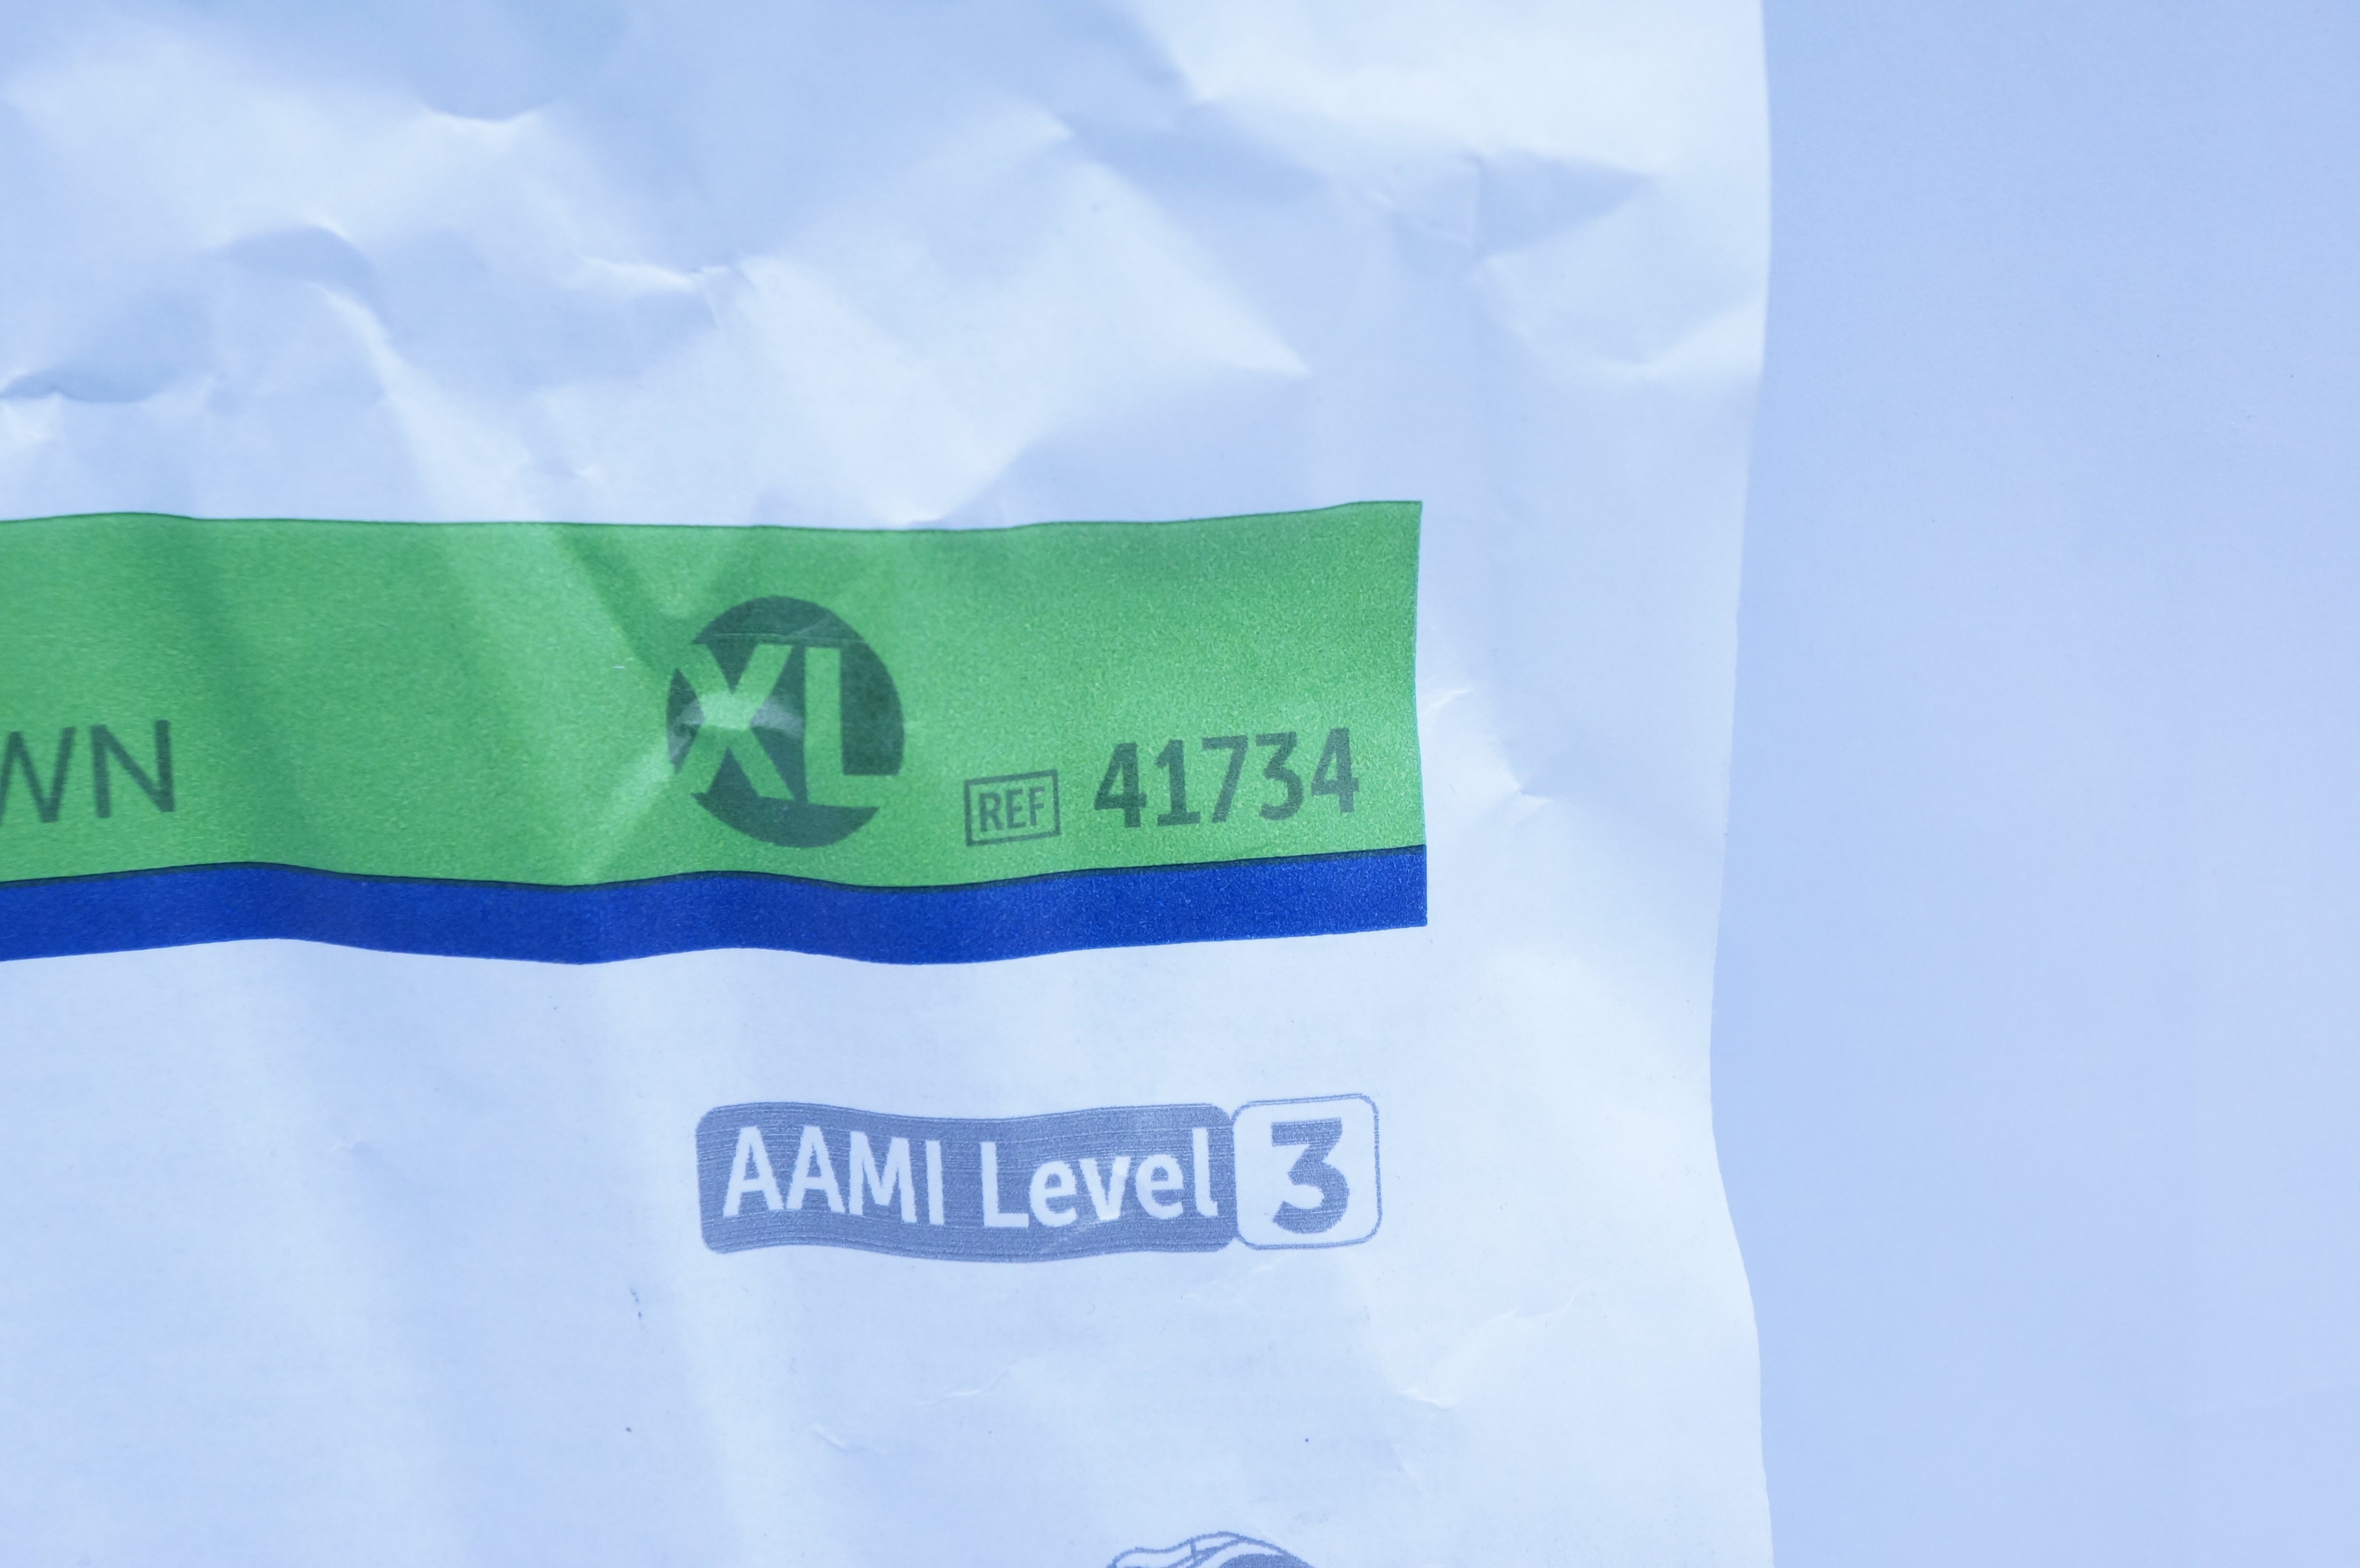 WN
XL
REF 41734
AAMI Level 3